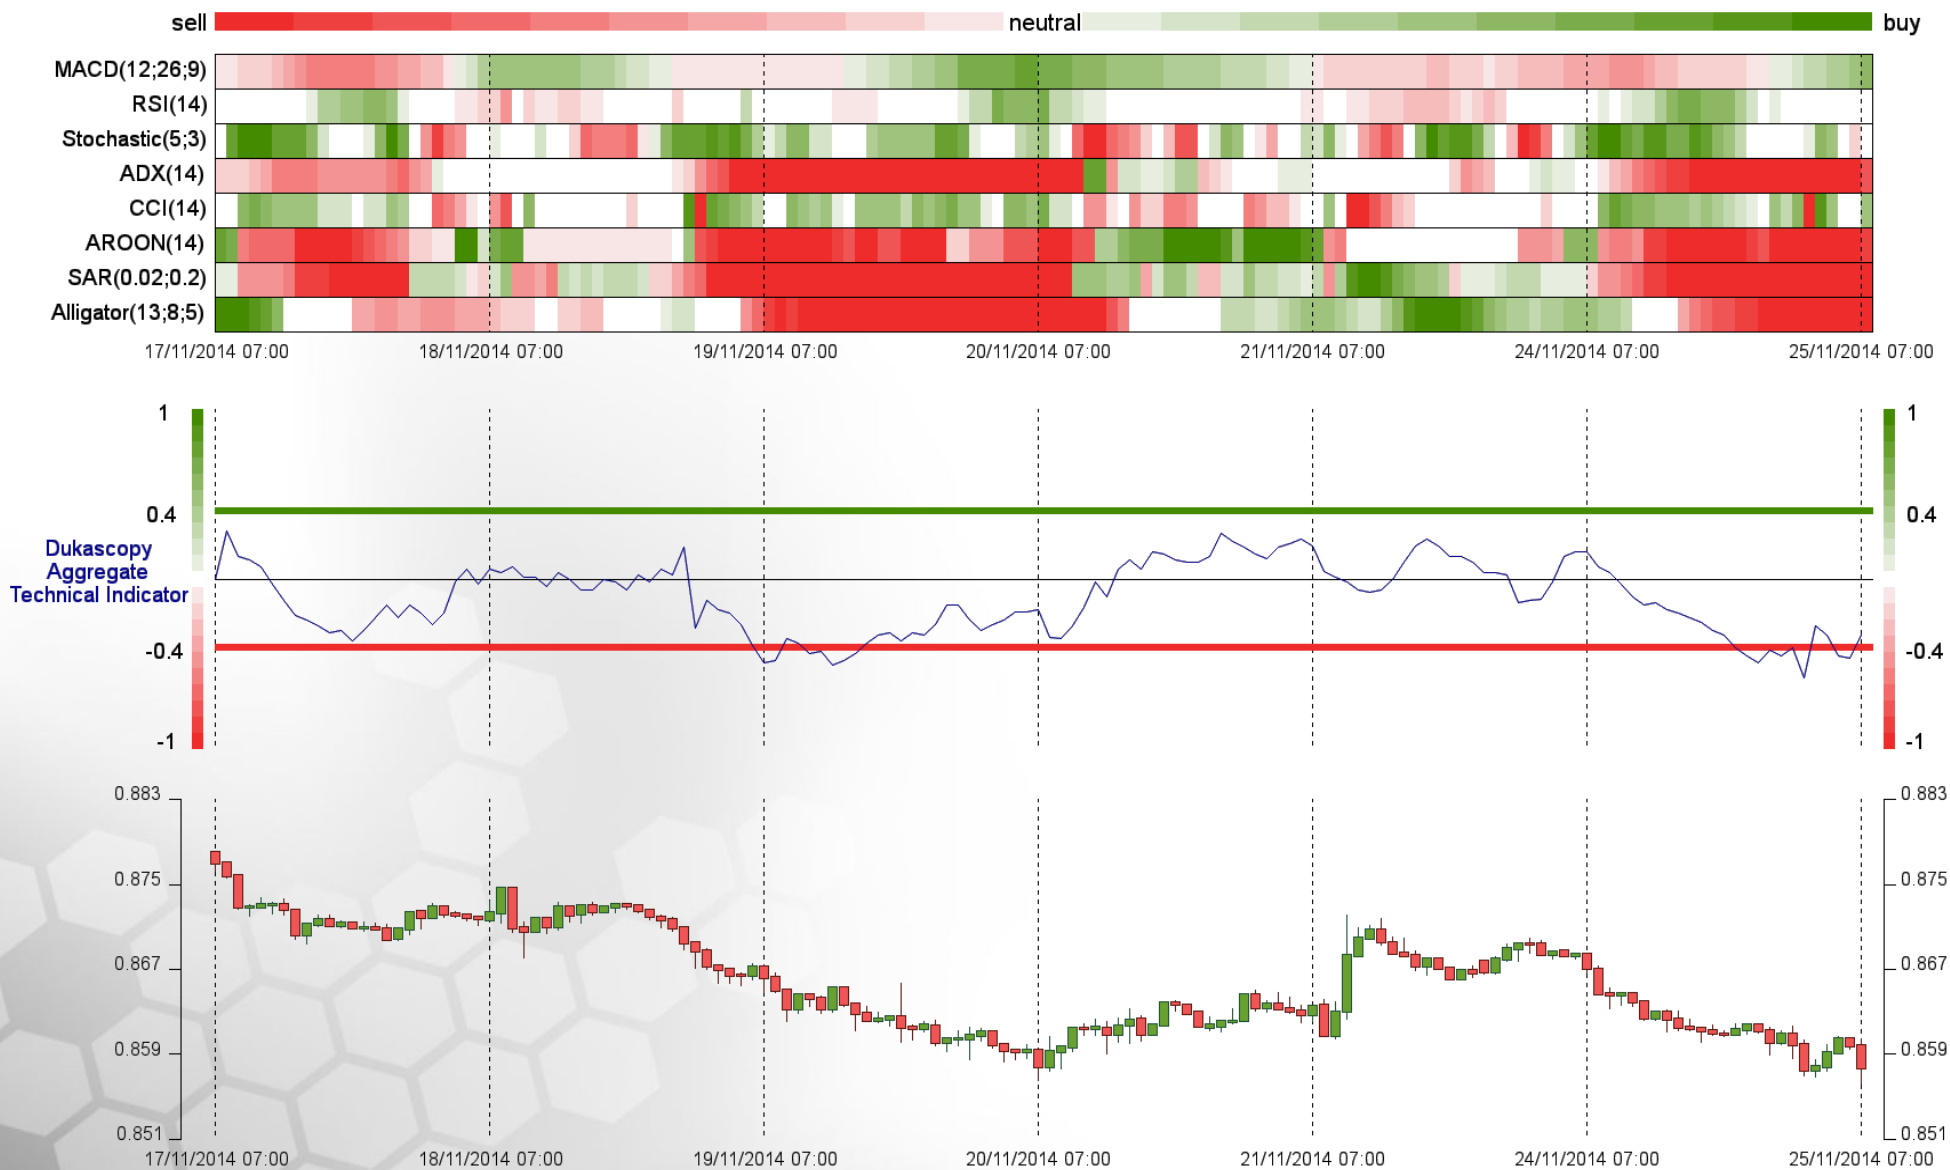 sell neutral buy
MACD(12;26;9)
RSI(14)
Stochastic(5;3)
ADX(14)
CCI(14)
AROON(14)
SAR(0.02;0.2)
Alligator(13;8;5)
17/11/2014 07:00 18/11/2014 07:00 19/11/2014 07:00 20/11/2014 07:00 21/11/2014 07:00 24/11/2014 07:00 25/11/2014 07:00
1 1
0.4 0.4
Dukascopy
Aggregate
Technical Indicator
-0.4 -0.4
-1 -1
0.883 0.883
0.875 0.875
0.867 0.867
0.859 0.859
0.851 0.851
17/11/2014 07:00 18/11/2014 07:00 19/11/2014 07:00 20/11/2014 07:00 21/11/2014 07:00 24/11/2014 07:00 25/11/2014 07:00